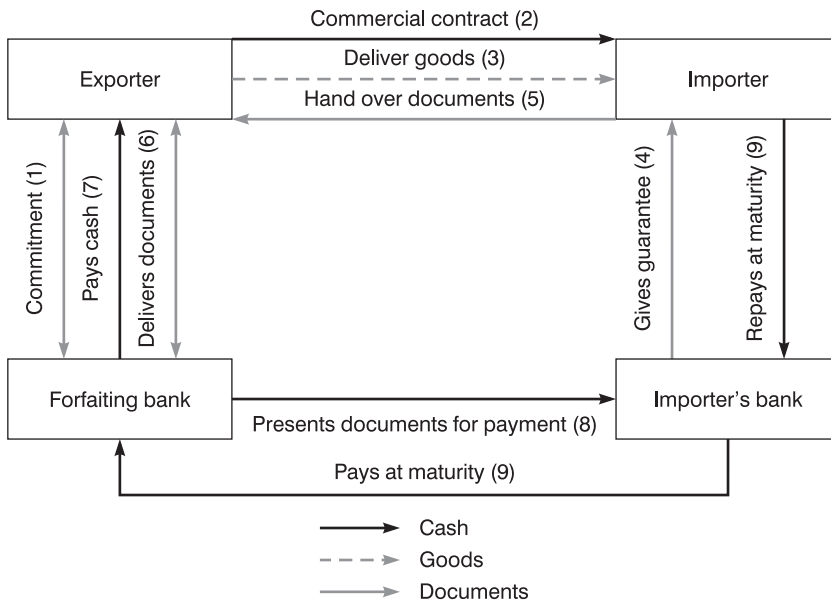 Commercial contract (2)
Exporter
Deliver goods (3)
Importer
Hand over documents (5)
Commitment (1)
Pays cash (7)
Delivers documents (6)
Gives guarantee (4)
Repays at maturity (9)
Forfaiting bank
Importer’s bank
Presents documents for payment (8)
Pays at maturity (9)
Cash
Goods
Documents